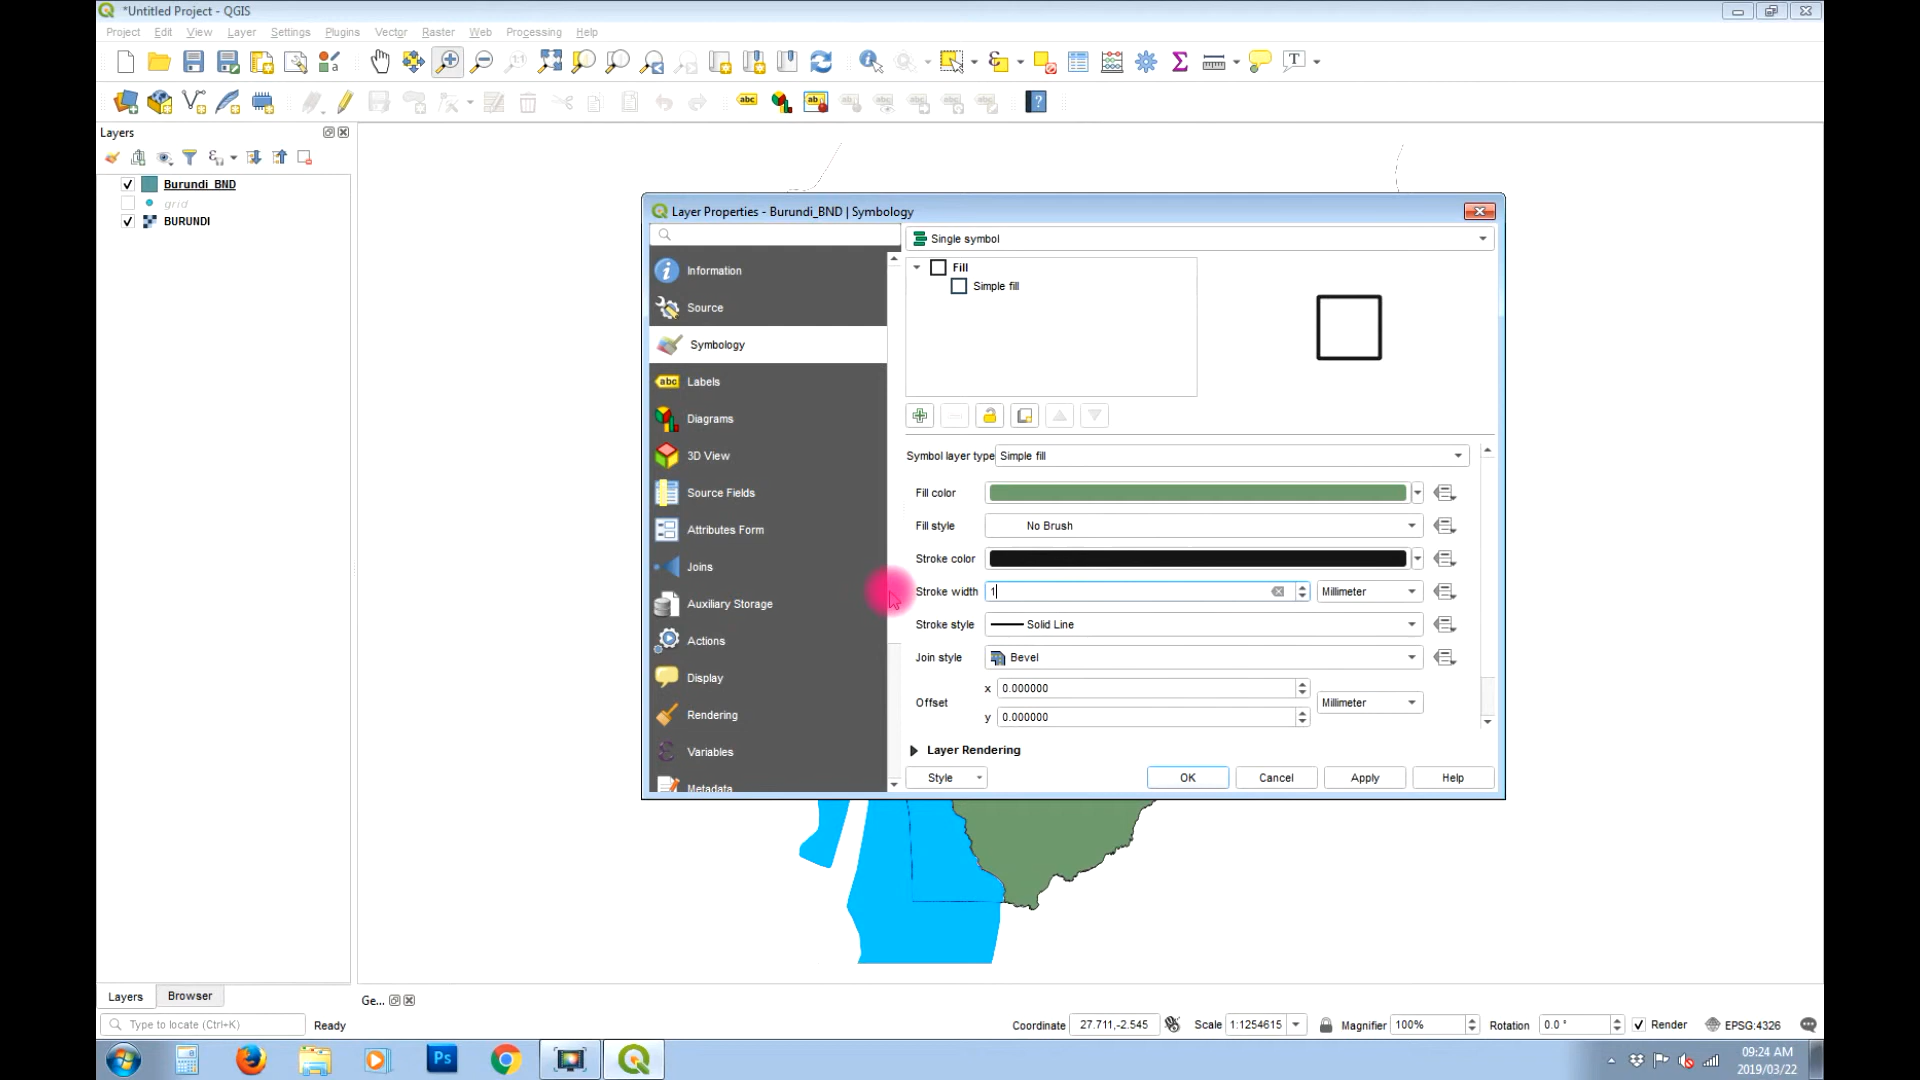 *Untitled Project - QGIS
Project Edit View Layer Settings Plugins Vector Raster Database Web Processing Help
Layers
Burundi_BND
grid
BURUNDI
Layer Properties - Burundi_BND | Symbology
Information
Source
Symbology
Labels
Diagrams
3D View
Source Fields
Attributes Form
Joins
Auxiliary Storage
Actions
Display
Rendering
Variables
Metadata
Single symbol
Fill
Simple fill
Symbol layer type Simple fill
Fill color
Fill style No Brush
Stroke color
Stroke width 1 Millimeter
Stroke style Solid Line
Join style Bevel
Offset x 0.000000 Millimeter
y 0.000000
Layer Rendering
Style OK Cancel Apply Help
Layers Browser
Ge...
Type to locate (Ctrl+K) Ready Coordinate 27.711,-2.545 Scale 1:1254615 Magnifier 100% Rotation 0.0 ° Render EPSG:4326
09:24 AM
2019/03/22